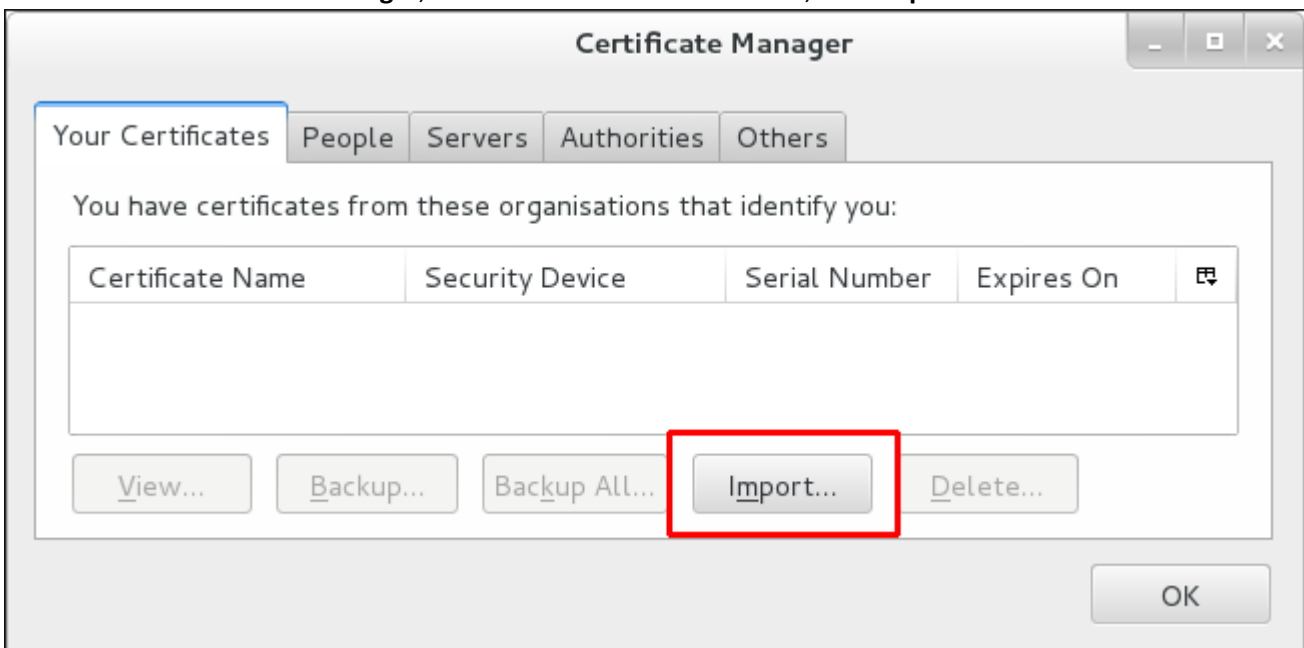 Certificate Manager
Your Certificates People Servers Authorities Others
You have certificates from these organisations that identify you:
Certificate Name Security Device Serial Number Expires On
View... Backup... Backup All... Import... Delete...
OK